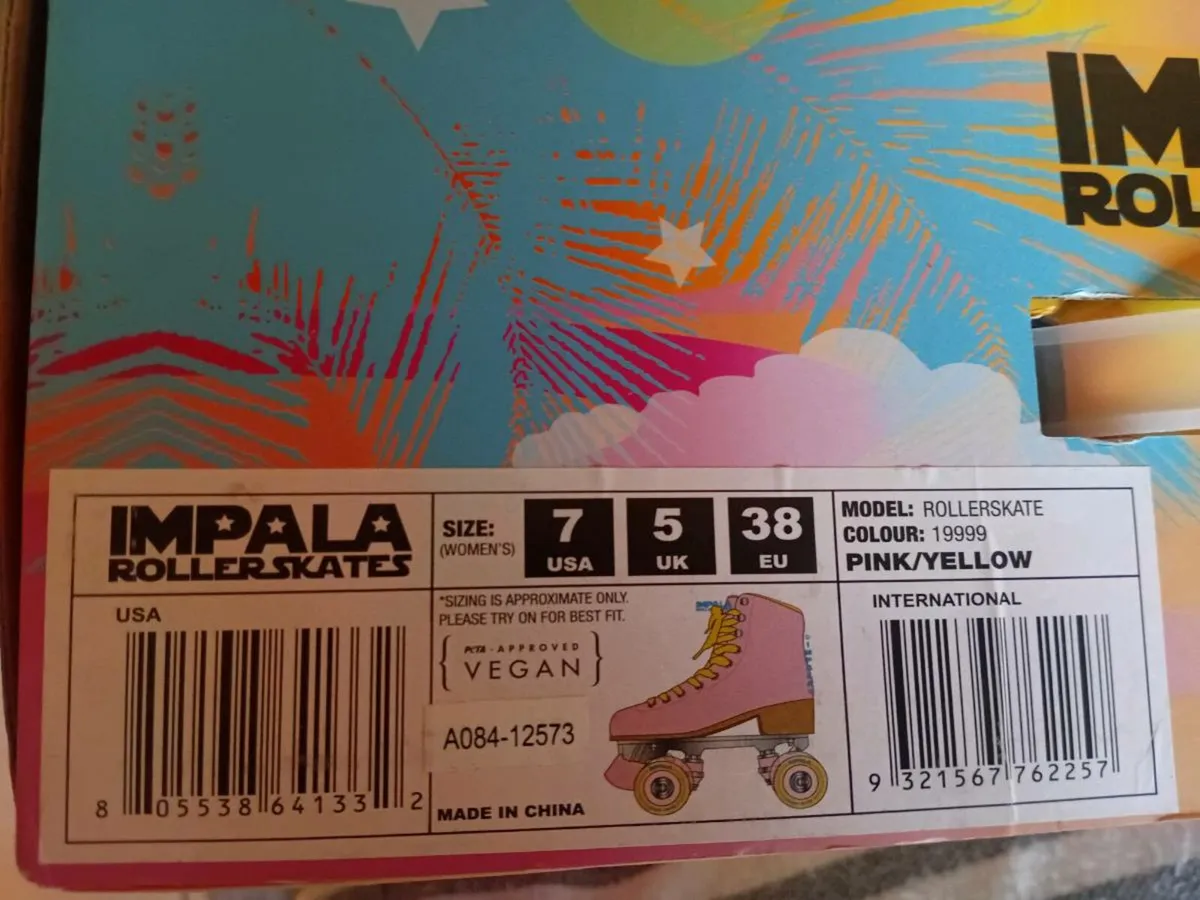 IM
ROL
IMPALA
ROLLERSKATES
SIZE:
(WOMEN'S)
7
USA
5
UK
38
EU
MODEL: ROLLERSKATE
COLOUR: 19999
PINK/YELLOW
USA
8 05538 64133 2
*SIZING IS APPROXIMATE ONLY.
PLEASE TRY ON FOR BEST FIT.
PETA - APPROVED
VEGAN
A084-12573
MADE IN CHINA
IMPALA
INTERNATIONAL
9 321567 762257